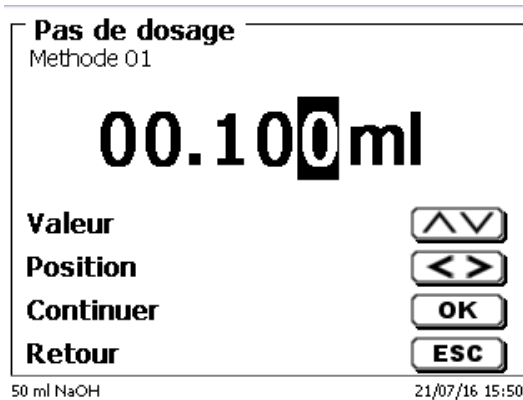 Pas de dosage
Methode 01
00.100ml
Valeur
Position < >
Continuer OK
Retour ESC
50 ml NaOH 21/07/16 15:50